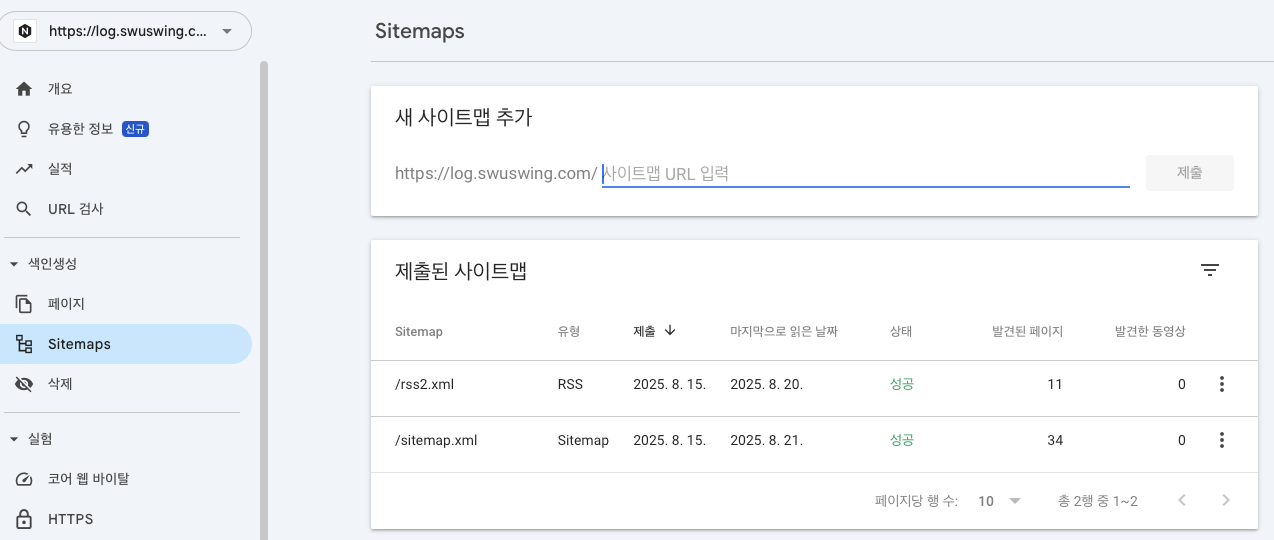 https://log.swuswing.c...
개요
유용한 정보 신규
실적
URL 검사
색인생성
페이지
Sitemaps
삭제
실험
코어 웹 바이탈
HTTPS
Sitemaps
새 사이트맵 추가
https://log.swuswing.com/ 사이트맵 URL 입력 제출
제출된 사이트맵
Sitemap 유형 제출 마지막으로 읽은 날짜 상태 발견된 페이지 발견한 동영상
/rss2.xml RSS 2025. 8. 15. 2025. 8. 20. 성공 11 0
/sitemap.xml Sitemap 2025. 8. 15. 2025. 8. 21. 성공 34 0
페이지당 행 수: 10 총 2행 중 1~2